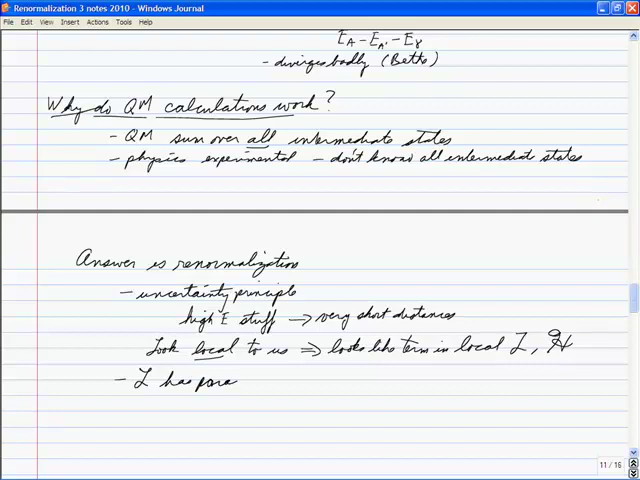 Renormalization 3 notes 2010 - Windows Journal
File Edit View Insert Actions Tools Help
E_A - E_A' - E_γ
- diverges badly (Bethe)
Why do QM calculations work?
- QM sum over all intermediate states
- physics experimental - don't know all intermediate states
Answer is renormalization
- uncertainty principle
high E stuff → very short distances
Look local to us ⇒ looks like term in local L, H
- L has para
11 / 16